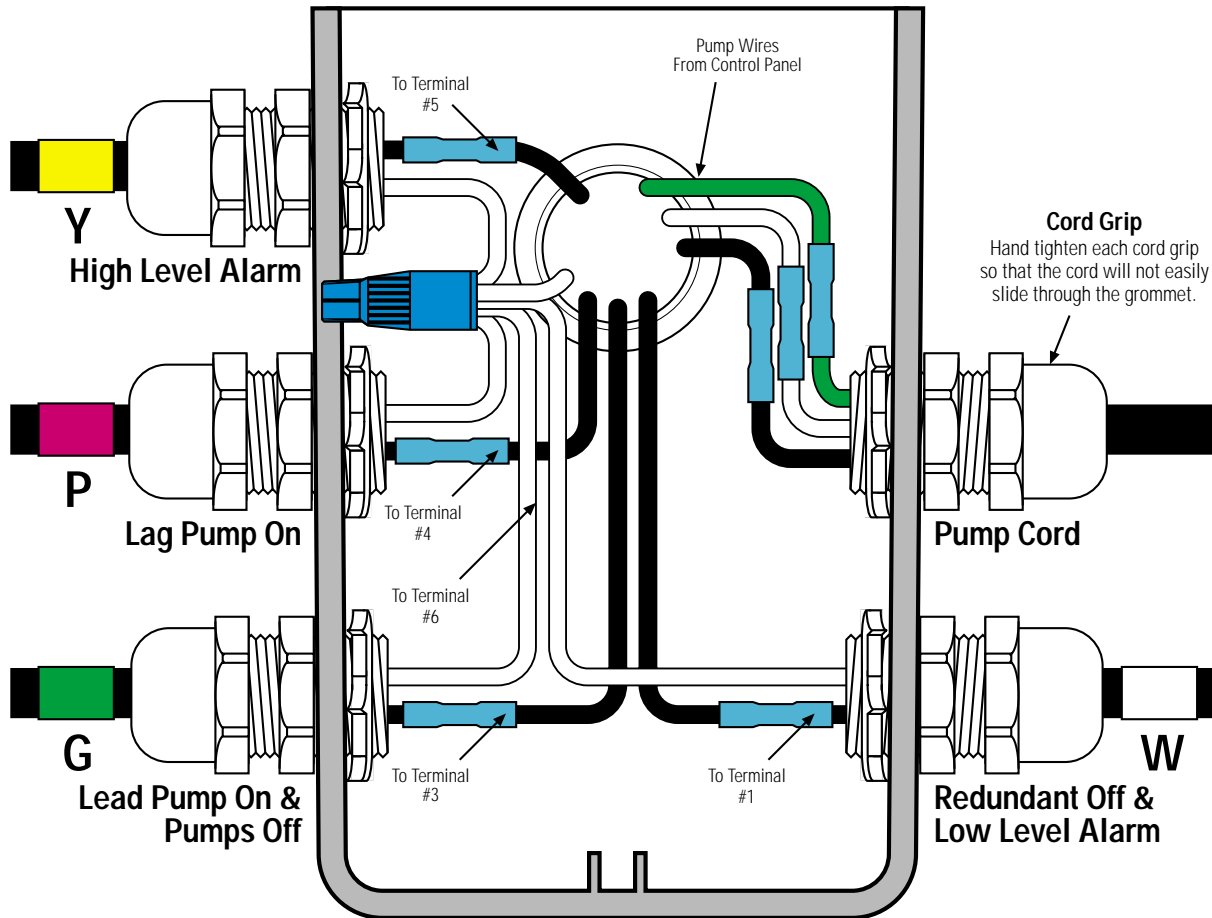 Pump Wires
From Control Panel
To Terminal
#5
Y
High Level Alarm
Cord Grip
Hand tighten each cord grip
so that the cord will not easily
slide through the grommet.
P
Lag Pump On
To Terminal
#4
Pump Cord
To Terminal
#6
G
Lead Pump On &
Pumps Off
To Terminal
#3
To Terminal
#1
W
Redundant Off &
Low Level Alarm